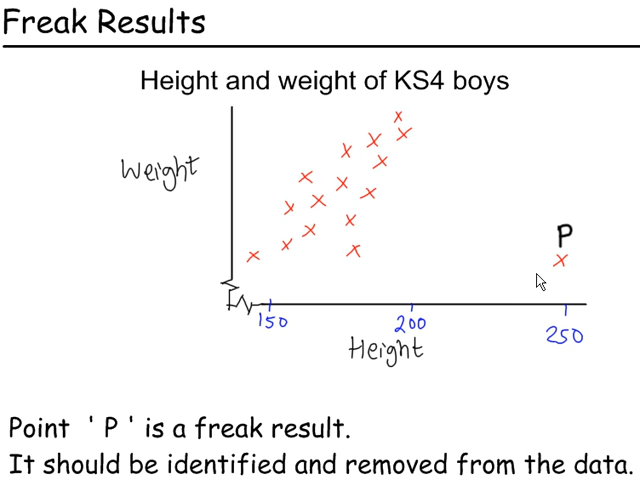 Freak Results
Height and weight of KS4 boys
Weight
P
150 200 250
Height
Point ' P ' is a freak result.
It should be identified and removed from the data.